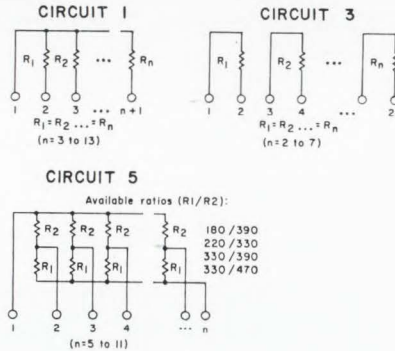 CIRCUIT 1
R1 R2 ... Rn
1 2 3 ... n+1
R1=R2 ...=Rn
(n=3 to 13)
CIRCUIT 3
R1 R2 ... Rn
1 2 3 4 ... 2
R1=R2 ...=Rn
(n=2 to 7)
CIRCUIT 5
Available ratios (R1/R2):
R2 R2 R2 R2
180/390
220/330
330/390
330/470
R1 R1 R1 R1
1 2 3 4 ... n
(n=5 to 11)